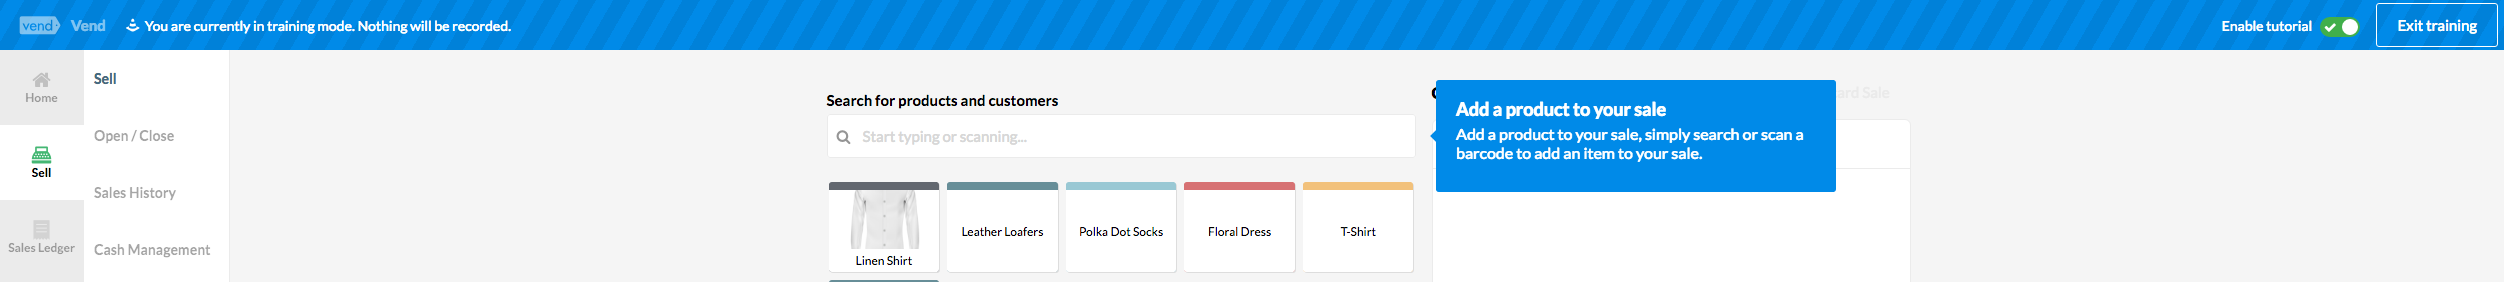 vend Vend You are currently in training mode. Nothing will be recorded. Enable tutorial Exit training
Home
Sell
Sales Ledger
Sell
Open / Close
Sales History
Cash Management
Search for products and customers
Start typing or scanning...
Linen Shirt
Leather Loafers
Polka Dot Socks
Floral Dress
T-Shirt
Add a product to your sale
Add a product to your sale, simply search or scan a
barcode to add an item to your sale.
Sale